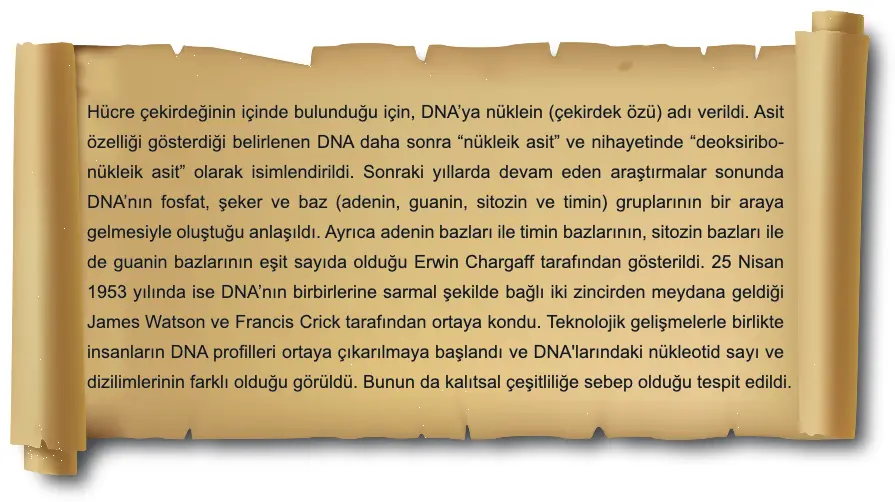 Hücre çekirdeğinin içinde bulunduğu için, DNA’ya nüklein (çekirdek özü) adı verildi. Asit
özelliği gösterdiği belirlenen DNA daha sonra “nükleik asit” ve nihayetinde “deoksiribo-
nükleik asit” olarak isimlendirildi. Sonraki yıllarda devam eden araştırmalar sonunda
DNA’nın fosfat, şeker ve baz (adenin, guanin, sitozin ve timin) gruplarının bir araya
gelmesiyle oluştuğu anlaşıldı. Ayrıca adenin bazları ile timin bazlarının, sitozin bazları ile
de guanin bazlarının eşit sayıda olduğu Erwin Chargaff tarafından gösterildi. 25 Nisan
1953 yılında ise DNA’nın birbirlerine sarmal şekilde bağlı iki zincirden meydana geldiği
James Watson ve Francis Crick tarafından ortaya kondu. Teknolojik gelişmelerle birlikte
insanların DNA profilleri ortaya çıkarılmaya başlandı ve DNA'larındaki nükleotid sayı ve
dizilimlerinin farklı olduğu görüldü. Bunun da kalıtsal çeşitliliğe sebep olduğu tespit edildi.